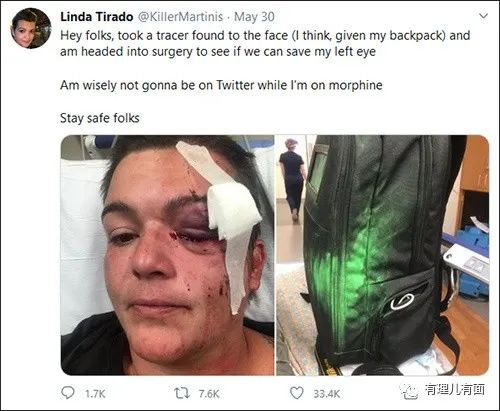 Linda Tirado @KillerMartinis · May 30
Hey folks, took a tracer found to the face (I think, given my backpack) and
am headed into surgery to see if we can save my left eye
Am wisely not gonna be on Twitter while I'm on morphine
Stay safe folks
1.7K 7.6K 33.4K
有理儿有面